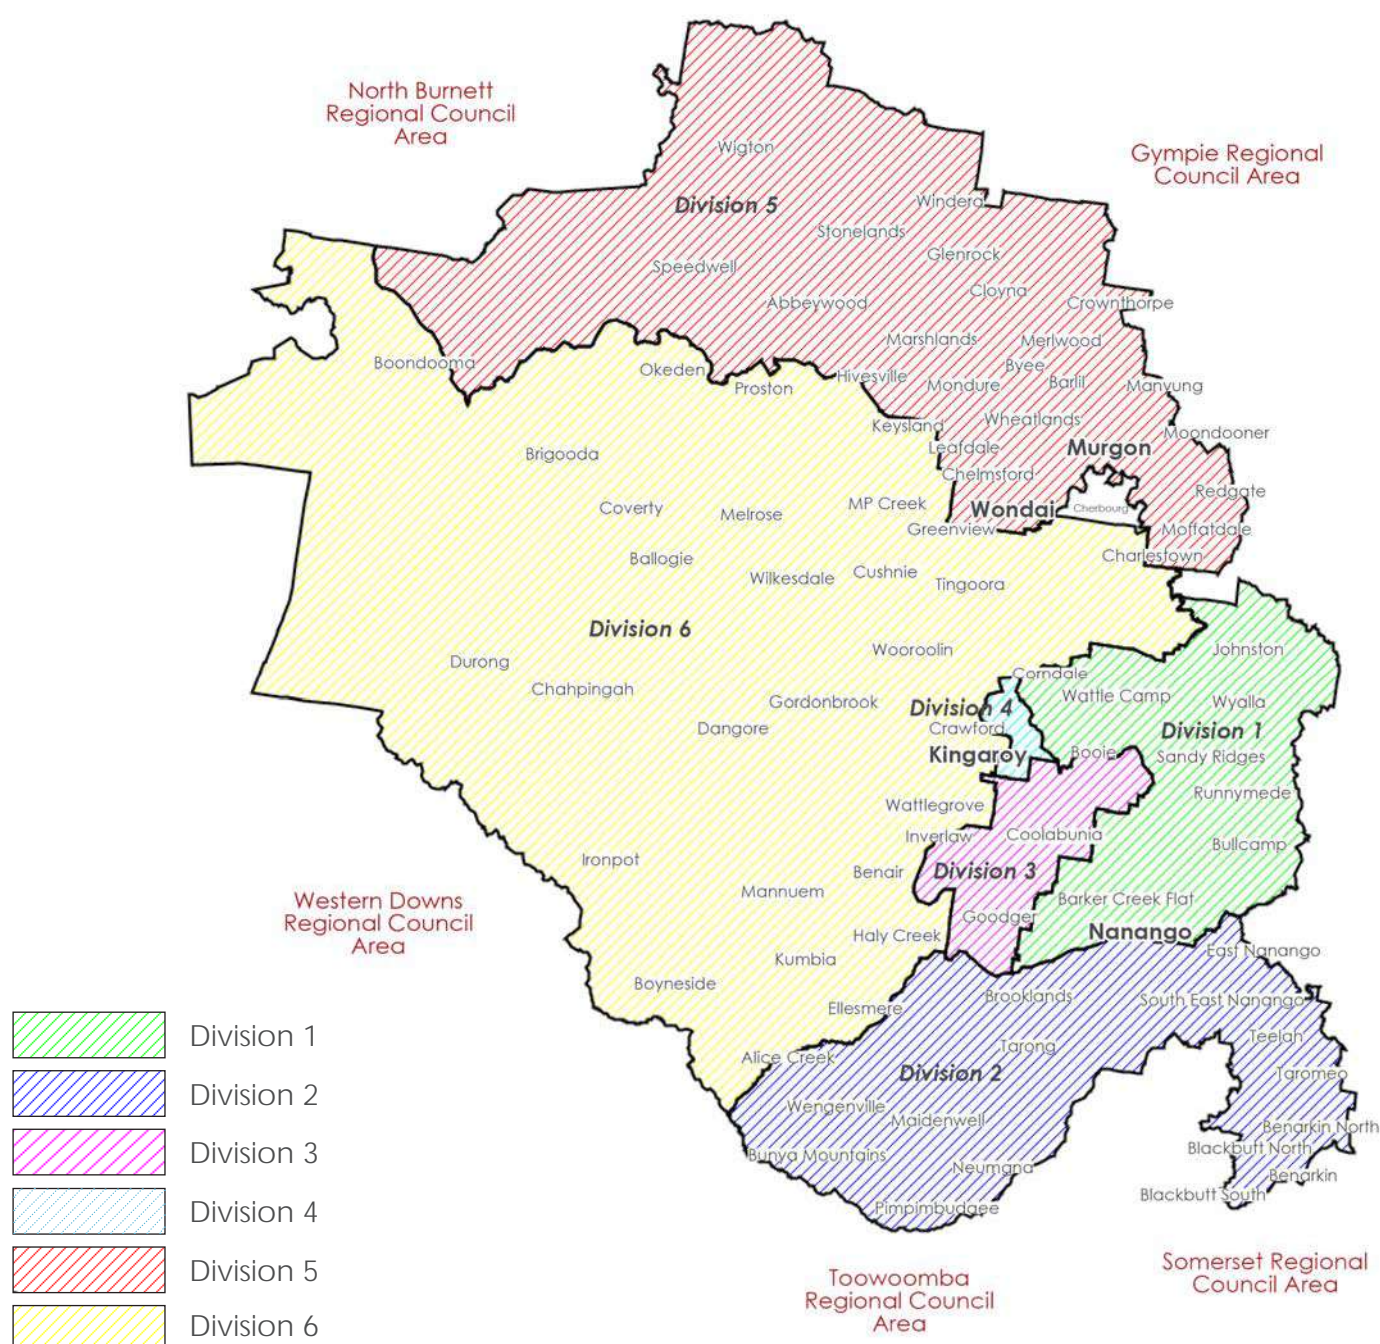 North Burnett
Regional Council
Area
Gympie Regional
Council Area
Wigton
Division 5
Windera
Stonelands
Glenrock
Speedwell
Cloyna
Abbeywood
Crownthorpe
Marshlands
Merlwood
Boondooma
Byee
Okeden
Hivesville
Barlil
Proston
Mondure
Manyung
Wheatlands
Keysland
Moondooner
Leafdale
Murgon
Brigooda
Chelmsford
Redgate
MP Creek
Coverty
Melrose
Wondai
Cherbourg
Greenview
Moffatdale
Charlestown
Ballogie
Wilkesdale
Cushnie
Tingoora
Division 6
Wooroolin
Johnston
Durong
Corndale
Chahpingah
Wattle Camp
Gordonbrook
Division 4
Wyalla
Dangore
Crawford
Division 1
Kingaroy
Booie
Sandy Ridges
Runnymede
Wattlegrove
Inverlaw
Coolabunia
Bullcamp
Ironpot
Benair
Division 3
Mannuem
Barker Creek Flat
Western Downs
Regional Council
Area
Goodger
Nanango
Haly Creek
East Nanango
Kumbia
Boyneside
Brooklands
South East Nanango
Ellesmere
Division 1
Teelah
Tarong
Alice Creek
Division 2
Taromeo
Division 2
Wengenville
Maidenwell
Benarkin North
Division 3
Blackbutt North
Bunya Mountains
Neumgna
Benarkin
Blackbutt South
Division 4
Pimpimbudgee
Division 5
Toowoomba
Regional Council
Area
Somerset Regional
Council Area
Division 6